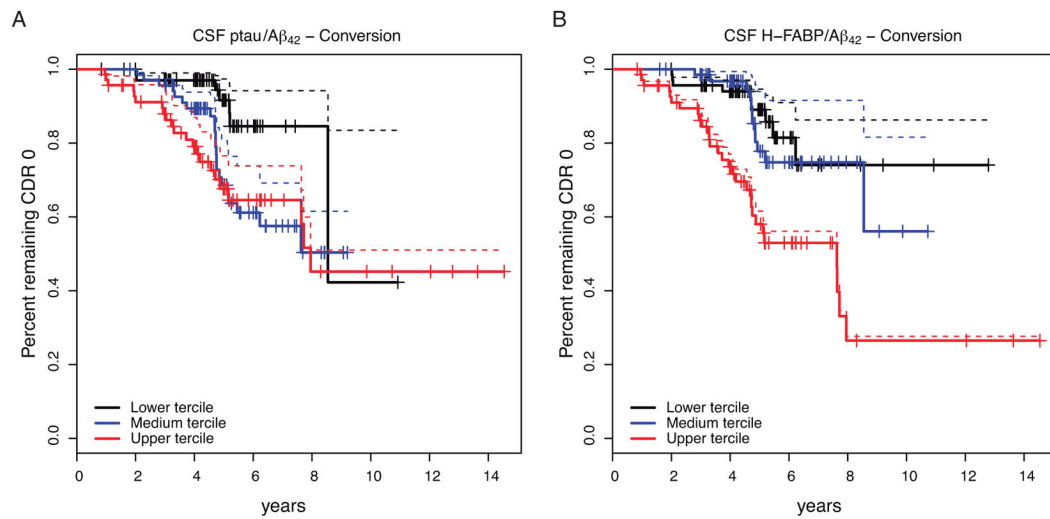 A
CSF ptau/Aβ42 – Conversion
Percent remaining CDR 0
1.0
0.8
0.6
0.4
0.2
0.0
Lower tercile
Medium tercile
Upper tercile
0 2 4 6 8 10 12 14
years
B
CSF H–FABP/Aβ42 – Conversion
Percent remaining CDR 0
1.0
0.8
0.6
0.4
0.2
0.0
Lower tercile
Medium tercile
Upper tercile
0 2 4 6 8 10 12 14
years